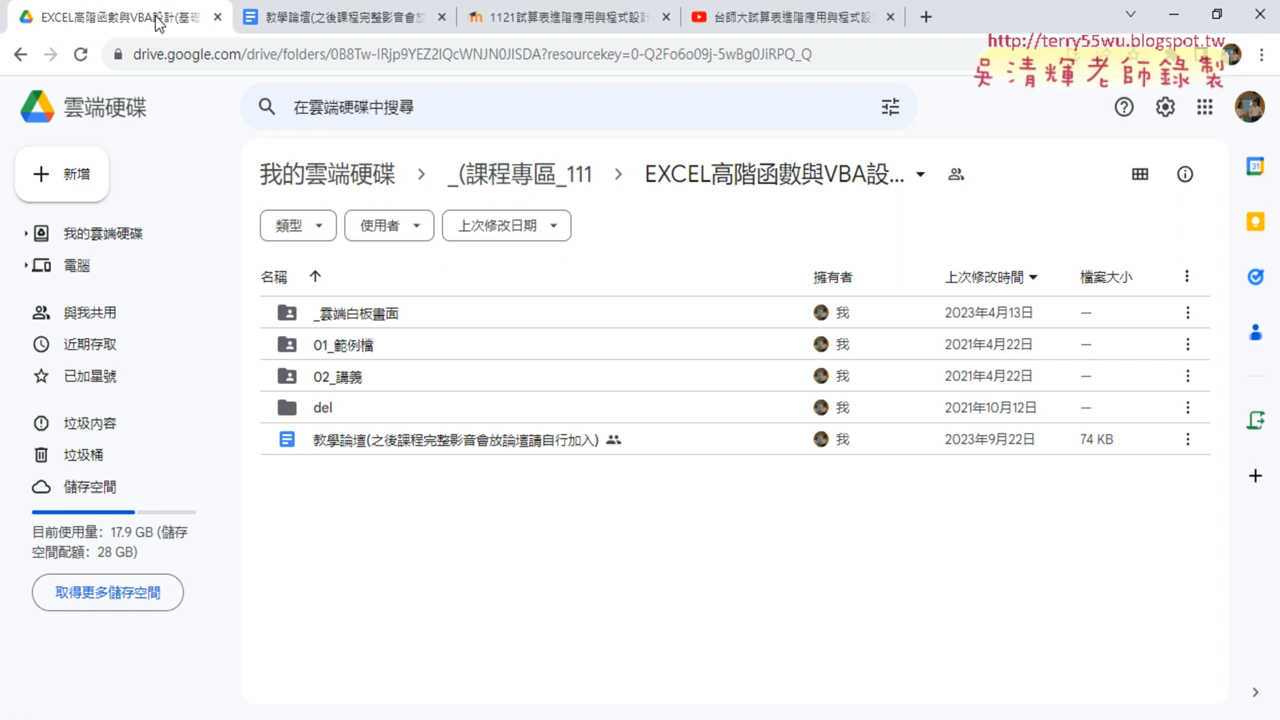 EXCEL高階函數與VBA設計(基礎
教學論壇(之後課程完整影音會放
1121試算表進階應用與程式設計
台師大試算表進階應用與程式設
drive.google.com/drive/folders/0B8Tw-lRjp9YEZ2lQcWNJN0lSDA?resourcekey=0-Q2Fo6o09j-5wBg0JiRPQ_Q
http://terry55wu.blogspot.tw
吳清輝老師錄製
雲端硬碟
在雲端硬碟中搜尋
新增
我的雲端硬碟
電腦
與我共用
近期存取
已加星號
垃圾內容
垃圾桶
儲存空間
目前使用量: 17.9 GB (儲存
空間配額: 28 GB)
取得更多儲存空間
我的雲端硬碟 › _(課程專區_111 › EXCEL高階函數與VBA設...
類型 使用者 上次修改日期
名稱 擁有者 上次修改時間 檔案大小
_雲端白板畫面 我 2023年4月13日 —
01_範例檔 我 2021年4月22日 —
02_講義 我 2021年4月22日 —
del 我 2021年10月12日 —
教學論壇(之後課程完整影音會放論壇請自行加入) 我 2023年9月22日 74 KB
31